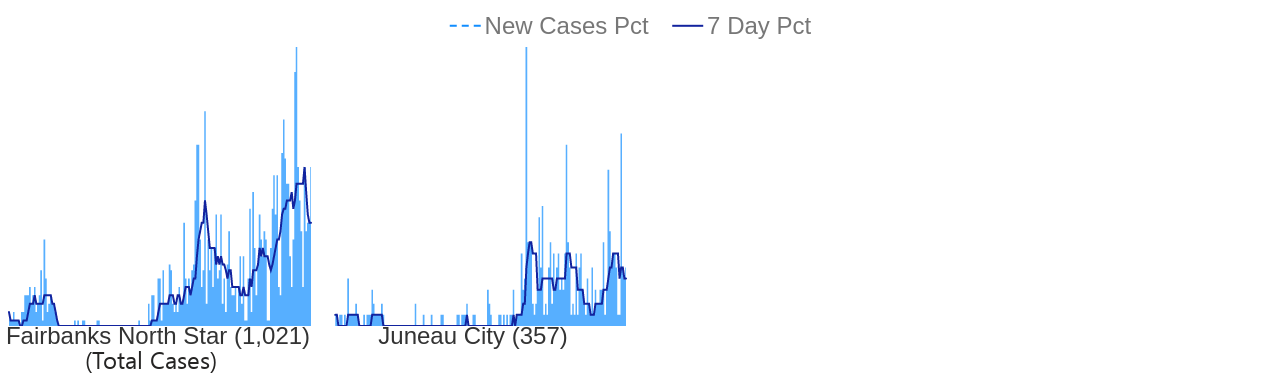 New Cases Pct 7 Day Pct
Fairbanks North Star (1,021) Juneau City (357)
(Total Cases)